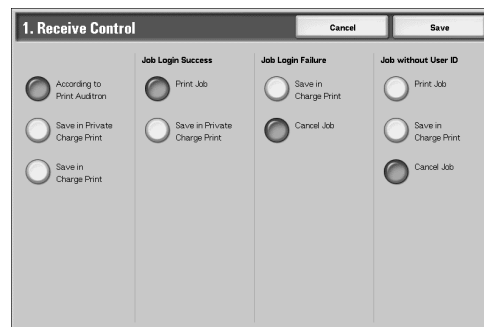 1. Receive Control
Cancel
Save
According to
Print Auditron
Save in Private
Charge Print
Save in
Charge Print
Job Login Success
Print Job
Save in Private
Charge Print
Job Login Failure
Save in
Charge Print
Cancel Job
Job without User ID
Print Job
Save in
Charge Print
Cancel Job